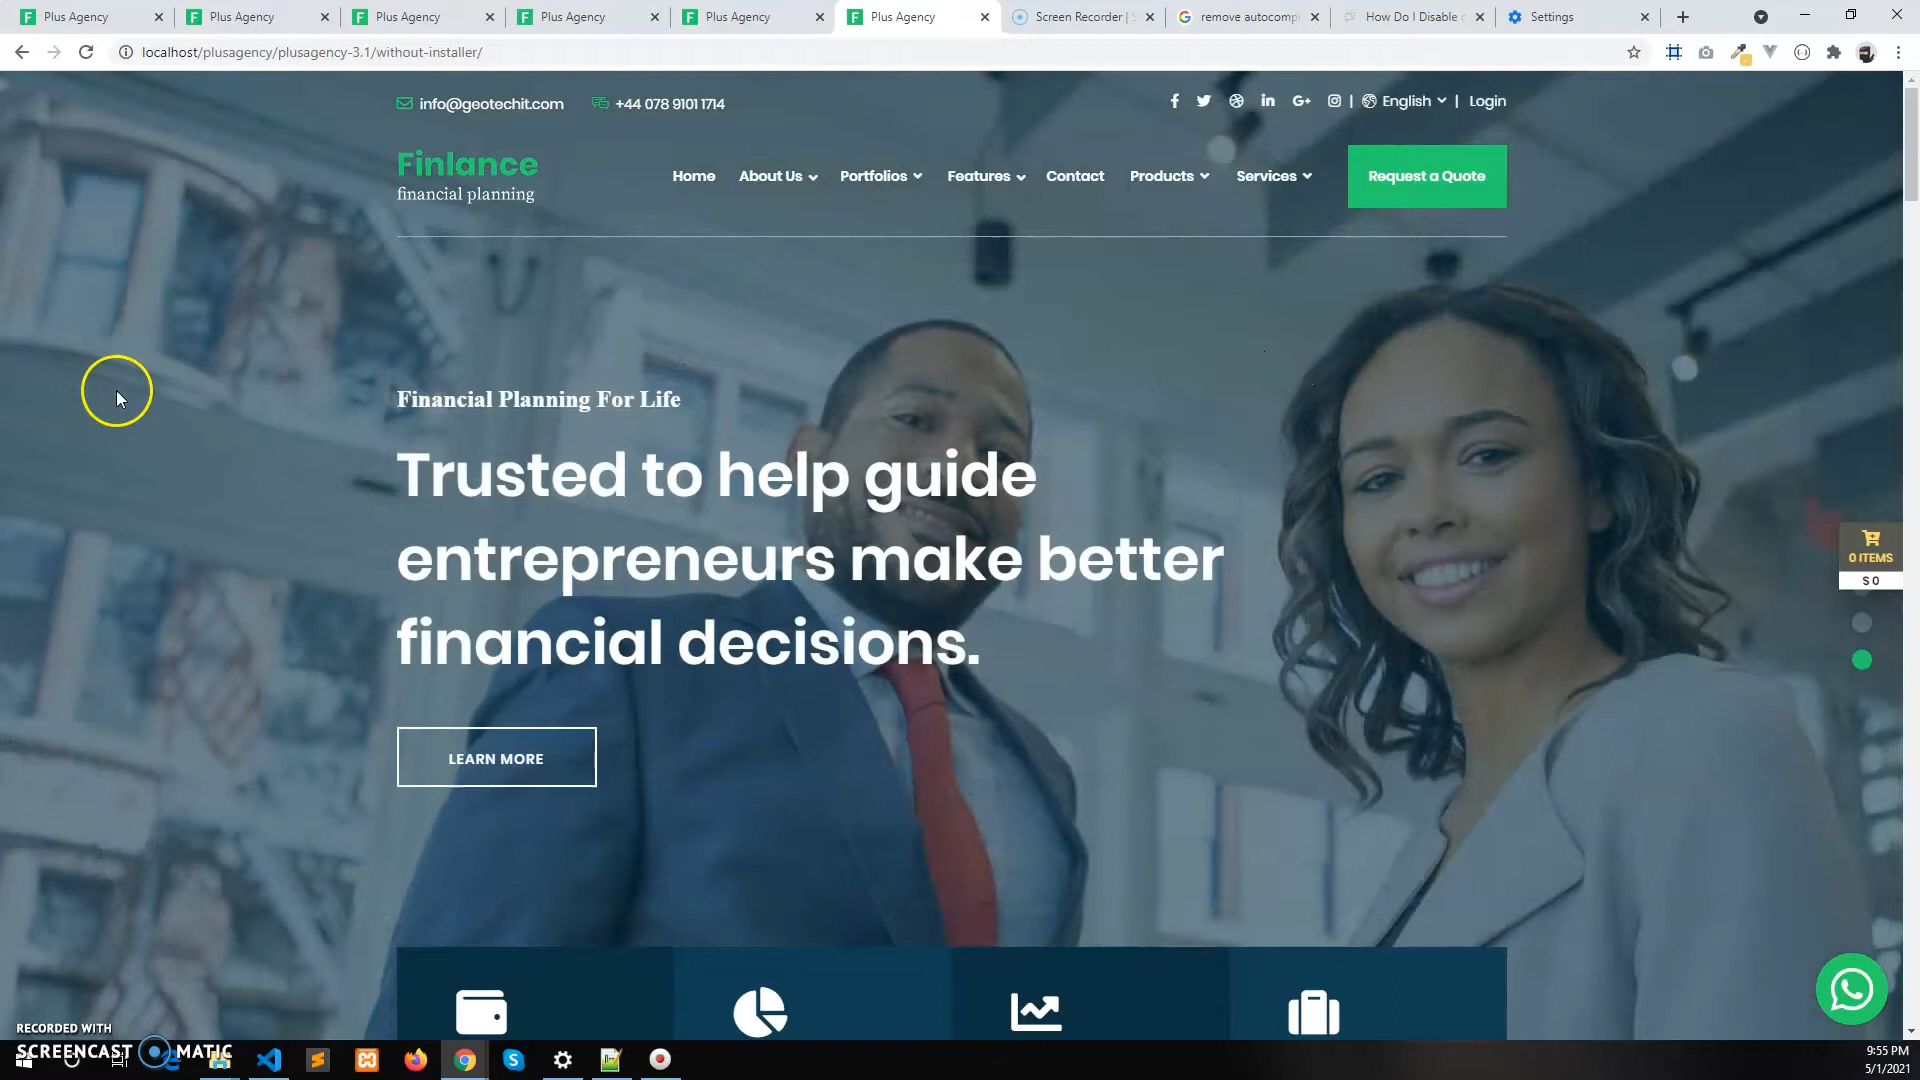 Plus Agency
Plus Agency
Plus Agency
Plus Agency
Plus Agency
Plus Agency
Screen Recorder | S
remove autocompl
How Do I Disable
Settings
localhost/plusagency/plusagency-3.1/without-installer/
info@geotechit.com
+44 078 9101 1714
| English | Login
Finlance
financial planning
Home
About Us
Portfolios
Features
Contact
Products
Services
Request a Quote
Financial Planning For Life
Trusted to help guide
entrepreneurs make better
financial decisions.
LEARN MORE
0 ITEMS
$ 0
RECORDED WITH
SCREENCAST MATIC
9:55 PM
5/1/2021